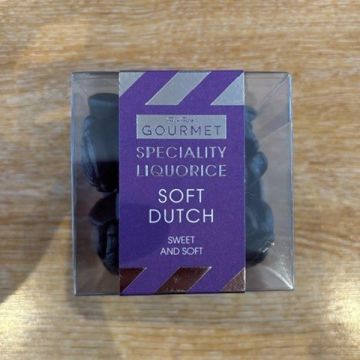 GOURMET
SPECIALITY
LIQUORICE
SOFT
DUTCH
SWEET
AND SOFT